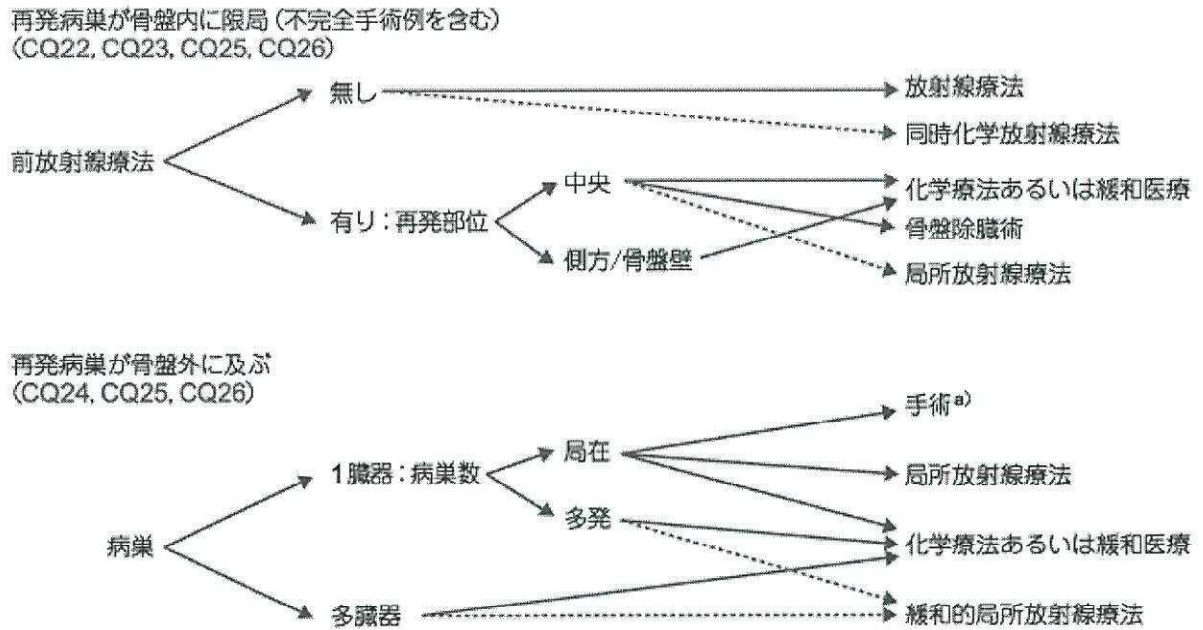 再発病巣が骨盤内に限局（不完全手術例を含む）
（CQ22, CQ23, CQ25, CQ26）
無し
放射線療法
同時化学放射線療法
前放射線療法
中央
化学療法あるいは緩和医療
有り：再発部位
骨盤除臓術
側方/骨盤壁
局所放射線療法
再発病巣が骨盤外に及ぶ
（CQ24, CQ25, CQ26）
手術a)
局在
1臓器：病巣数
局所放射線療法
多発
病巣
化学療法あるいは緩和医療
多臓器
緩和的局所放射線療法